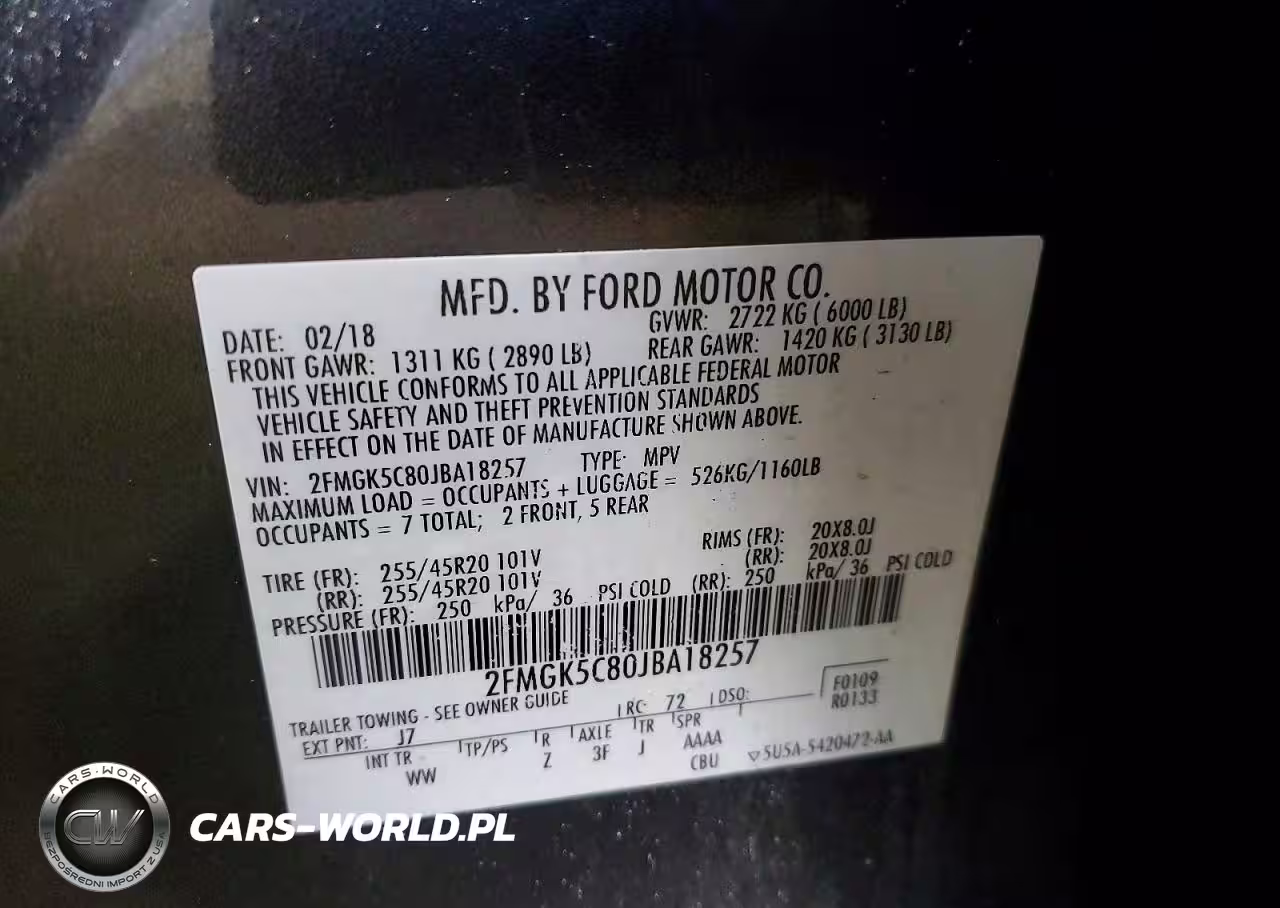 MFD. BY FORD MOTOR CO.
DATE: 02/18 GVWR: 2722 KG ( 6000 LB)
FRONT GAWR: 1311 KG ( 2890 LB) REAR GAWR: 1420 KG ( 3130 LB)
THIS VEHICLE CONFORMS TO ALL APPLICABLE FEDERAL MOTOR
VEHICLE SAFETY AND THEFT PREVENTION STANDARDS
IN EFFECT ON THE DATE OF MANUFACTURE SHOWN ABOVE.
VIN: 2FMGK5C80JBA18257 TYPE: MPV
MAXIMUM LOAD = OCCUPANTS + LUGGAGE = 526KG/1160LB
OCCUPANTS = 7 TOTAL; 2 FRONT, 5 REAR
TIRE (FR): 255/45R20 101V RIMS (FR): 20X8.0J
(RR): 255/45R20 101V (RR): 20X8.0J
PRESSURE (FR): 250 kPa/ 36 PSI COLD (RR): 250 kPa/ 36 PSI COLD
2FMGK5C80JBA18257
TRAILER TOWING - SEE OWNER GUIDE
RC: 72 DSO:
F0109
R0133
EXT PNT: J7
INT TR TP/PS R AXLE TR SPR
WW Z 3F J AAAA
CBU
▽5U5A-5420472-AA
CARS-WORLD
CW
BEZPOŚREDNI IMPORT Z USA
CARS-WORLD.PL